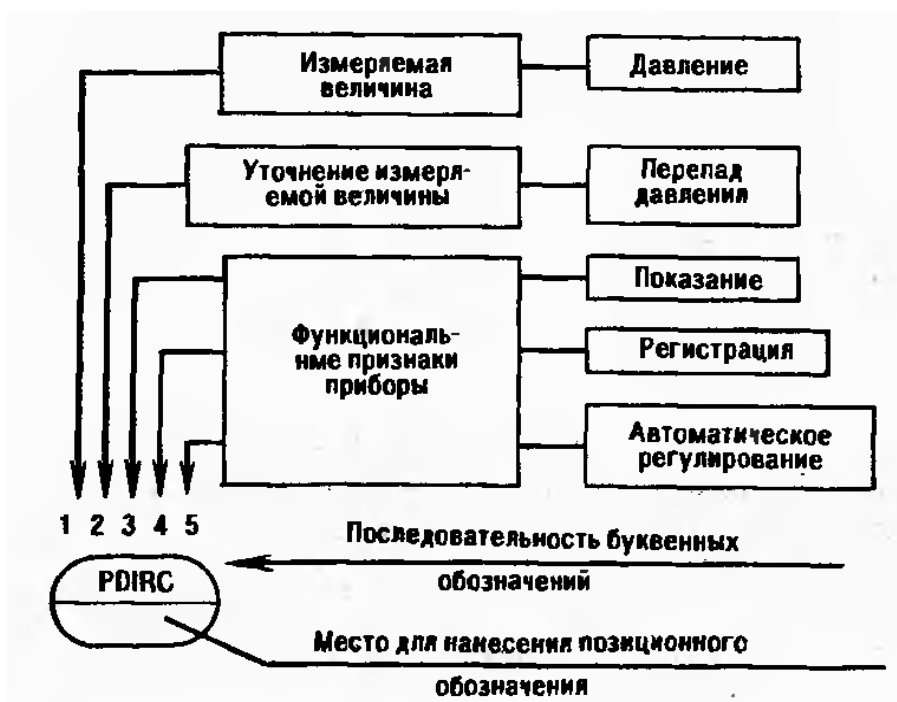 Измеряемая
величина
Давление
Уточнение измеря-
емой величины
Перепад
давления
Функциональ-
нме признаки
приборы
Показание
Регистрация
Автоматическое
регулирование
1 2 3 4 5
PDIRC
Последовательность буквенных
обозначений
Место для нанесения позиционного
обозначения